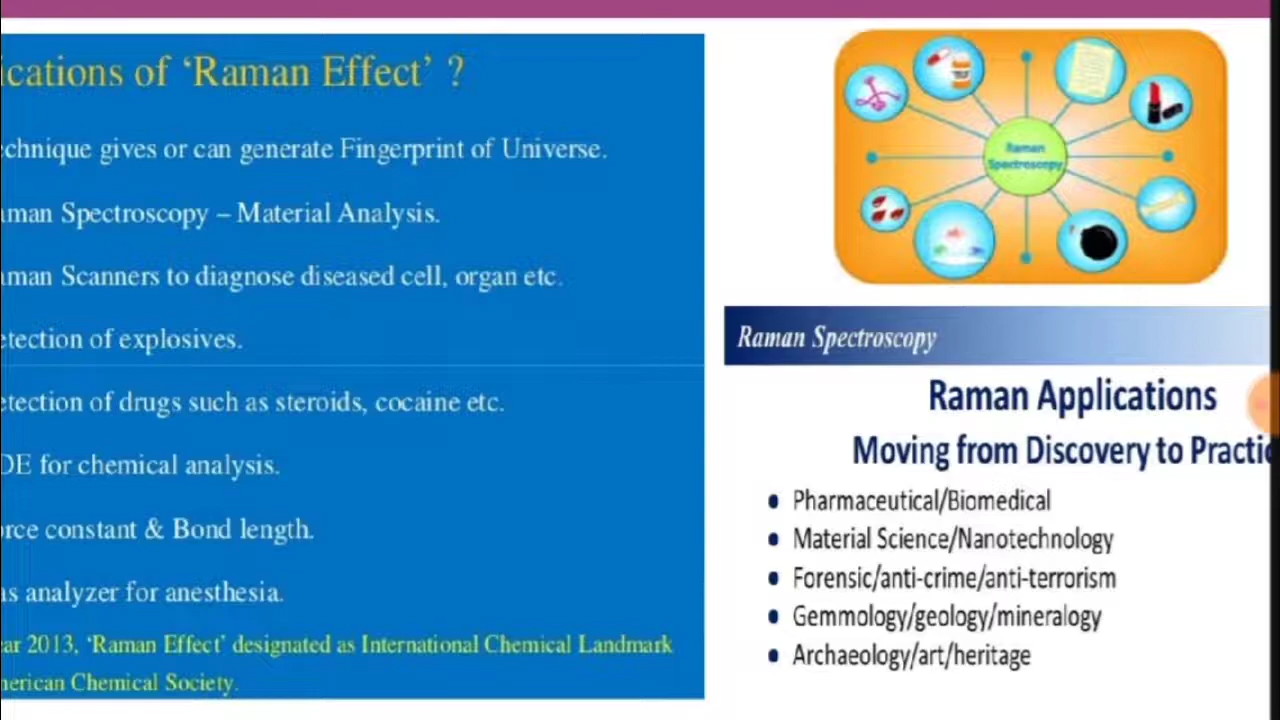 ications of ‘Raman Effect’ ?
echnique gives or can generate Fingerprint of Universe.
aman Spectroscopy – Material Analysis.
aman Scanners to diagnose diseased cell, organ etc.
etection of explosives.
etection of drugs such as steroids, cocaine etc.
DE for chemical analysis.
orce constant & Bond length.
as analyzer for anesthesia.
ear 2013, ‘Raman Effect’ designated as International Chemical Landmark
merican Chemical Society.
Raman
Spectroscopy
Raman Spectroscopy
Raman Applications
Moving from Discovery to Practic
• Pharmaceutical/Biomedical
• Material Science/Nanotechnology
• Forensic/anti-crime/anti-terrorism
• Gemmology/geology/mineralogy
• Archaeology/art/heritage